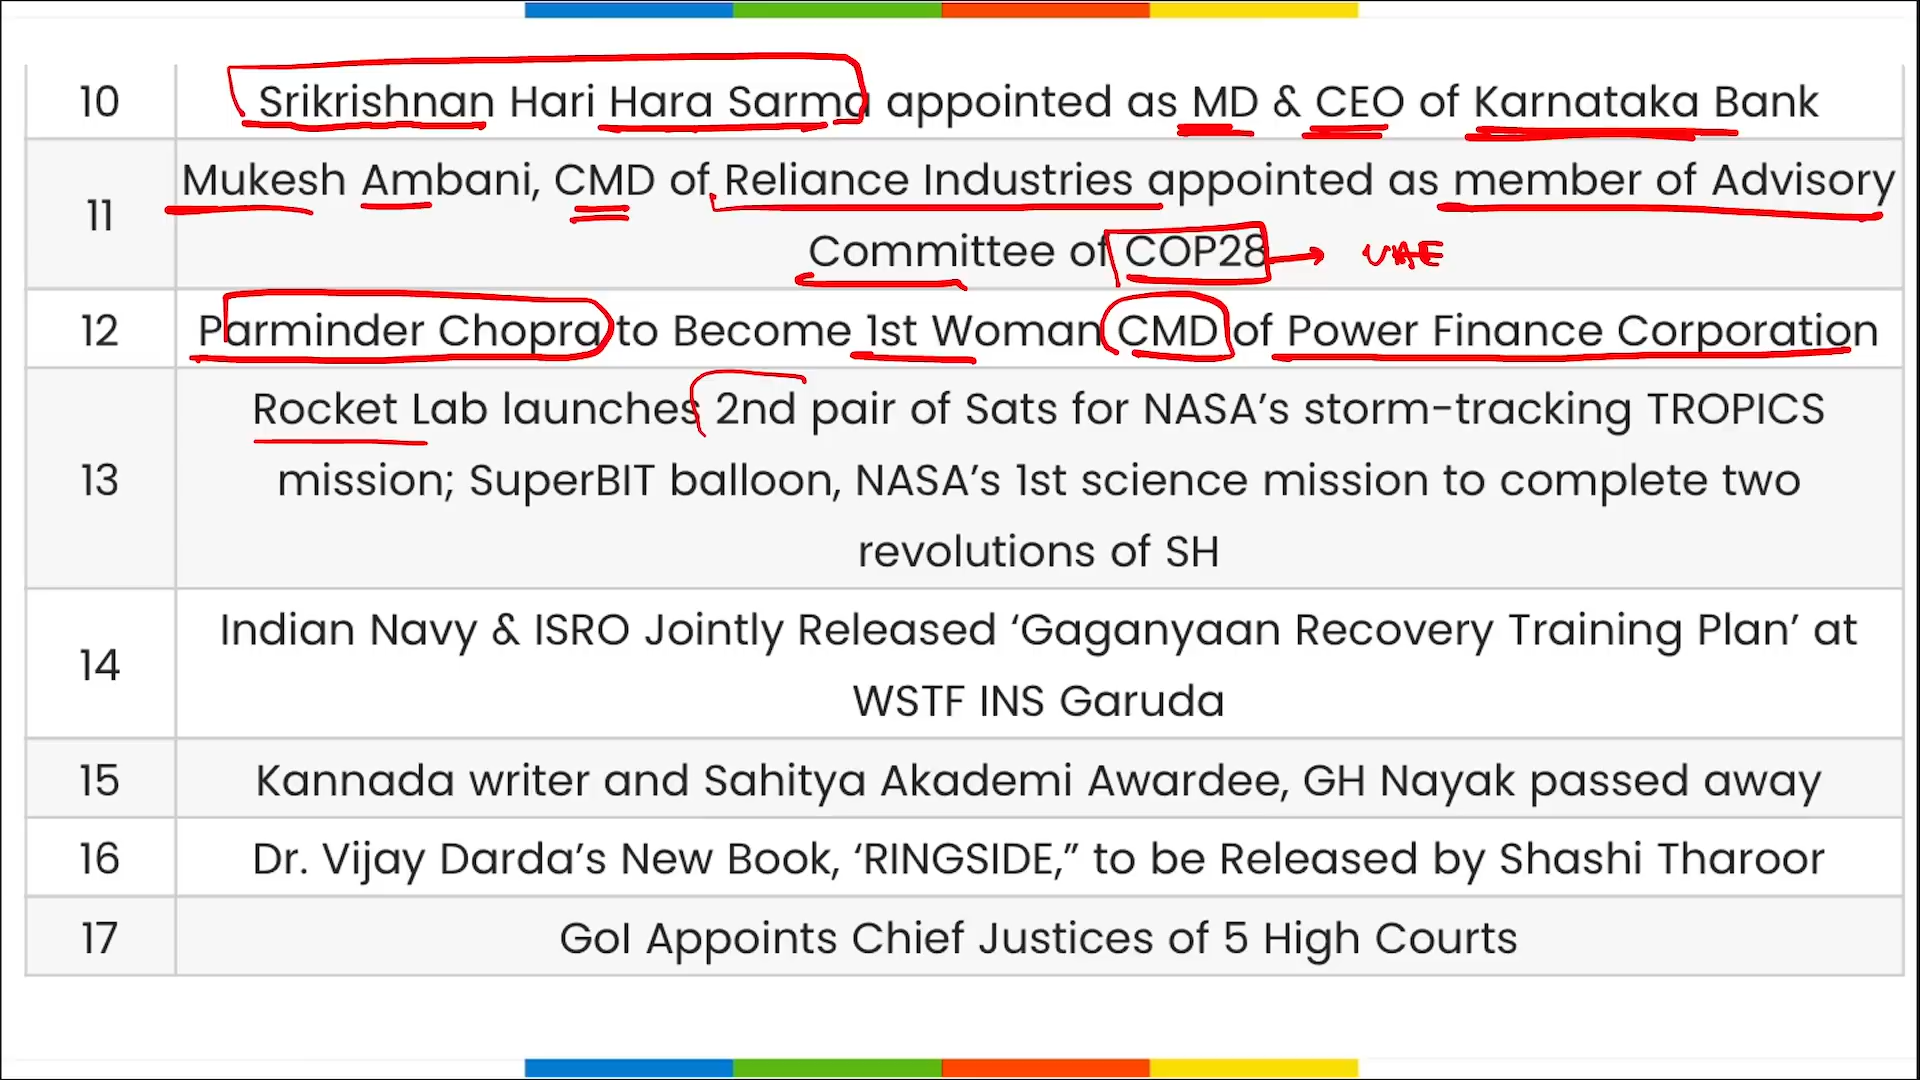 10
Srikrishnan Hari Hara Sarma appointed as MD & CEO of Karnataka Bank
11
Mukesh Ambani, CMD of Reliance Industries appointed as member of Advisory
Committee of COP28 → UAE
12
Parminder Chopra to Become 1st Woman CMD of Power Finance Corporation
13
Rocket Lab launches 2nd pair of Sats for NASA’s storm-tracking TROPICS
mission; SuperBIT balloon, NASA’s 1st science mission to complete two
revolutions of SH
14
Indian Navy & ISRO Jointly Released ‘Gaganyaan Recovery Training Plan’ at
WSTF INS Garuda
15
Kannada writer and Sahitya Akademi Awardee, GH Nayak passed away
16
Dr. Vijay Darda’s New Book, ‘RINGSIDE,” to be Released by Shashi Tharoor
17
GoI Appoints Chief Justices of 5 High Courts